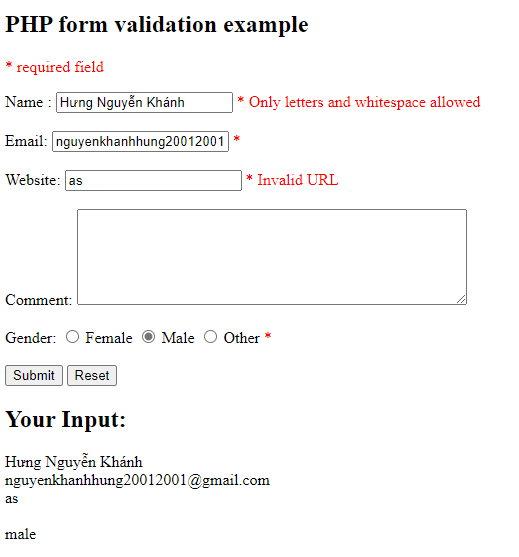 PHP form validation example
* required field
Name : Hưng Nguyễn Khánh * Only letters and whitespace allowed
Email: nguyenkhanhhung20012001 *
Website: as * Invalid URL
Comment:
Gender: Female Male Other *
Submit Reset
Your Input:
Hưng Nguyễn Khánh
nguyenkhanhhung20012001@gmail.com
as
male